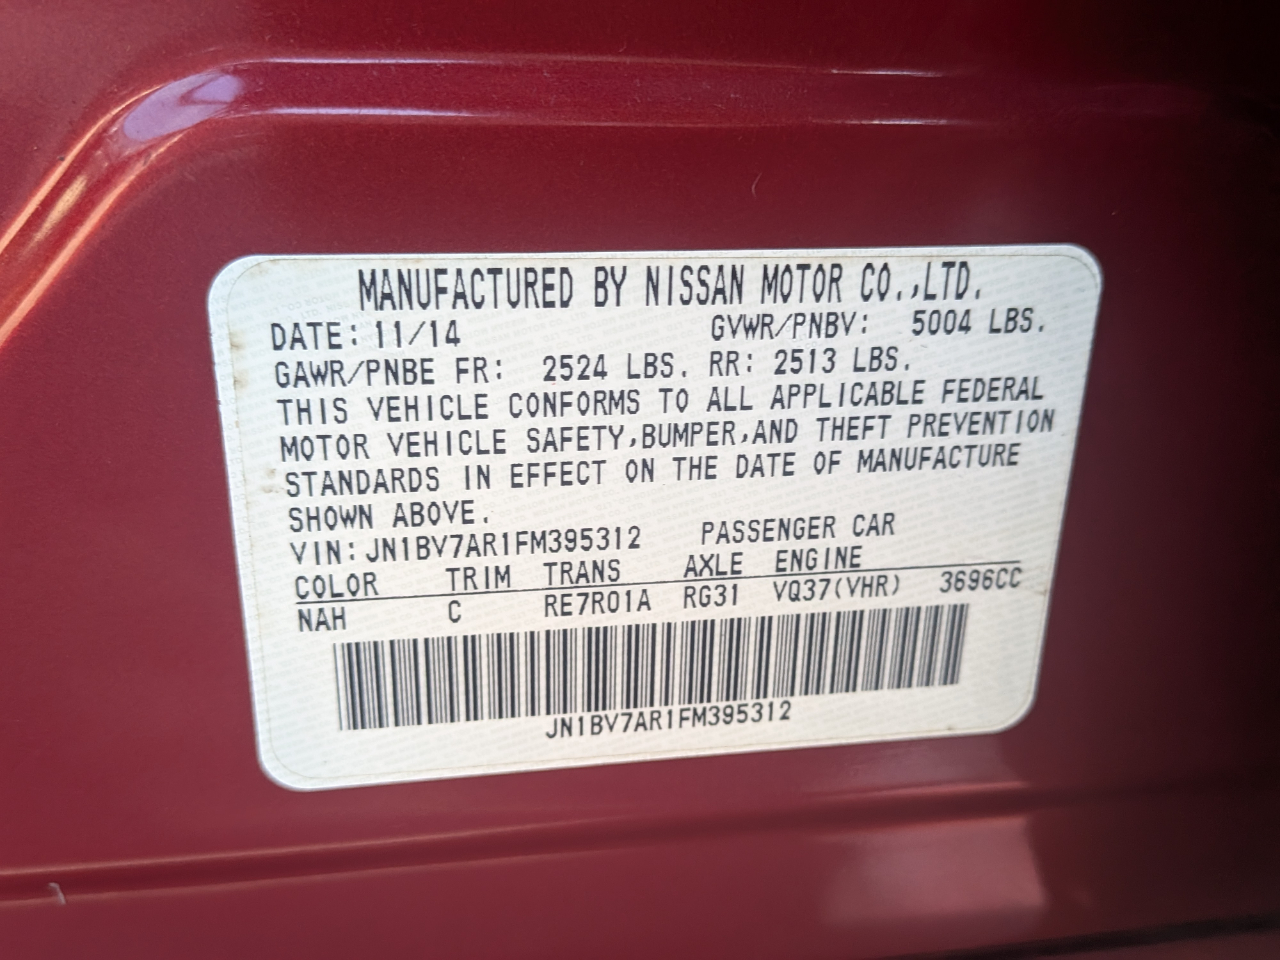 MANUFACTURED BY NISSAN MOTOR CO.,LTD.
DATE: 11/14 GVWR/PNBV: 5004 LBS.
GAWR/PNBE FR: 2524 LBS. RR: 2513 LBS.
THIS VEHICLE CONFORMS TO ALL APPLICABLE FEDERAL
MOTOR VEHICLE SAFETY,BUMPER,AND THEFT PREVENTION
STANDARDS IN EFFECT ON THE DATE OF MANUFACTURE
SHOWN ABOVE.
VIN: JN1BV7AR1FM395312 PASSENGER CAR
COLOR TRIM TRANS AXLE ENGINE
NAH C RE7R01A RG31 VQ37(VHR) 3696CC
JN1BV7AR1FM395312